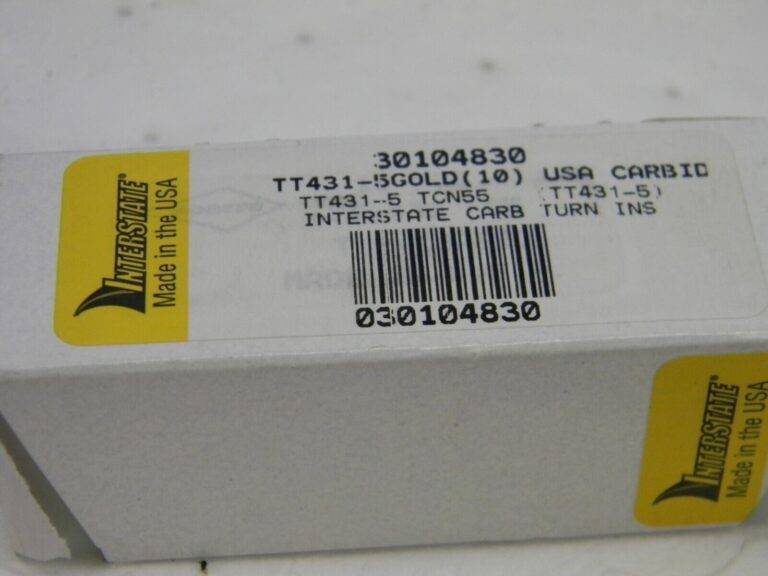 30104830
TT431-5GOLD(10) USA CARBID
TT431-5 TCN55 (TT431-5)
INTERSTATE CARB TURN INS
030104830
INTERSTATE®
Made in the USA
INTERSTATE®
Made in the USA